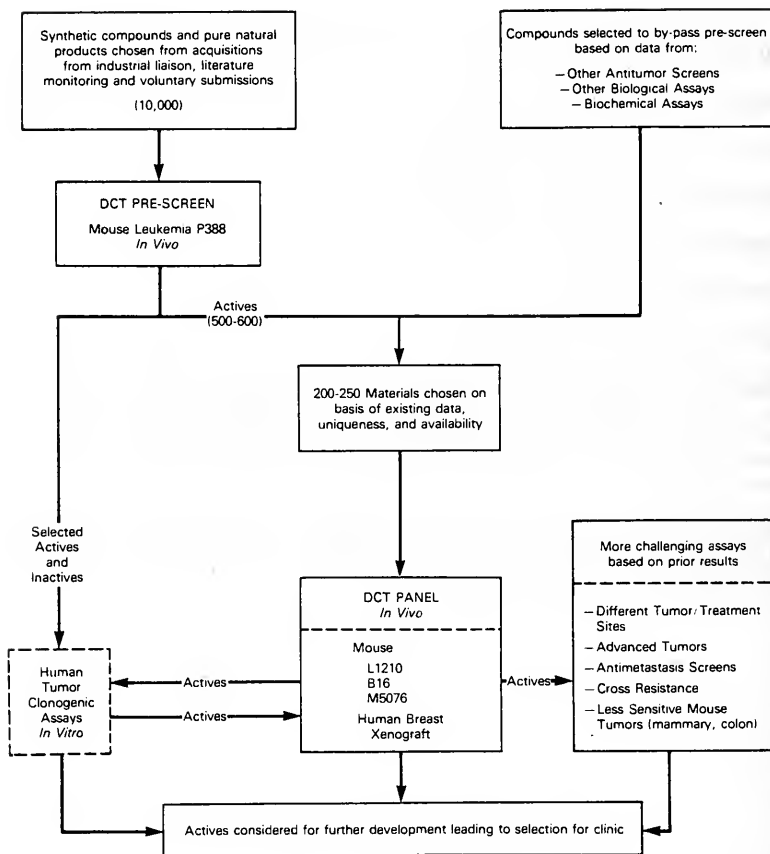 Synthetic compounds and pure natural
products chosen from acquisitions
from industrial liaison, literature
monitoring and voluntary submissions
(10,000)
Compounds selected to by-pass pre-screen
based on data from:
— Other Antitumor Screens
— Other Biological Assays
— Biochemical Assays
DCT PRE-SCREEN
Mouse Leukemia P388
In Vivo
Actives
(500-600)
200-250 Materials chosen on
basis of existing data,
uniqueness, and availability
Selected
Actives
and
Inactives
More challenging assays
based on prior results
— Different Tumor/Treatment
Sites
— Advanced Tumors
— Antimetastasis Screens
— Cross Resistance
— Less Sensitive Mouse
Tumors (mammary, colon)
DCT PANEL
In Vivo
Mouse
L1210
B16
M5076
Human Breast
Xenograft
Human
Tumor
Clonogenic
Assays
In Vitro
Actives
Actives
Actives
Actives considered for further development leading to selection for clinic